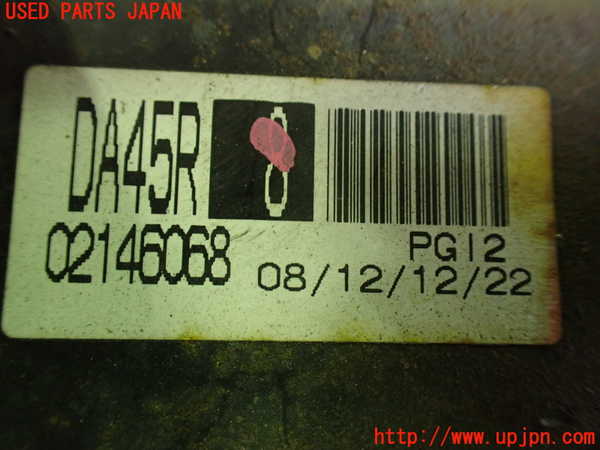 USED PARTS JAPAN
DA45R 8
02146068
PG12
08/12/12/22
http://www.upjpn.com/